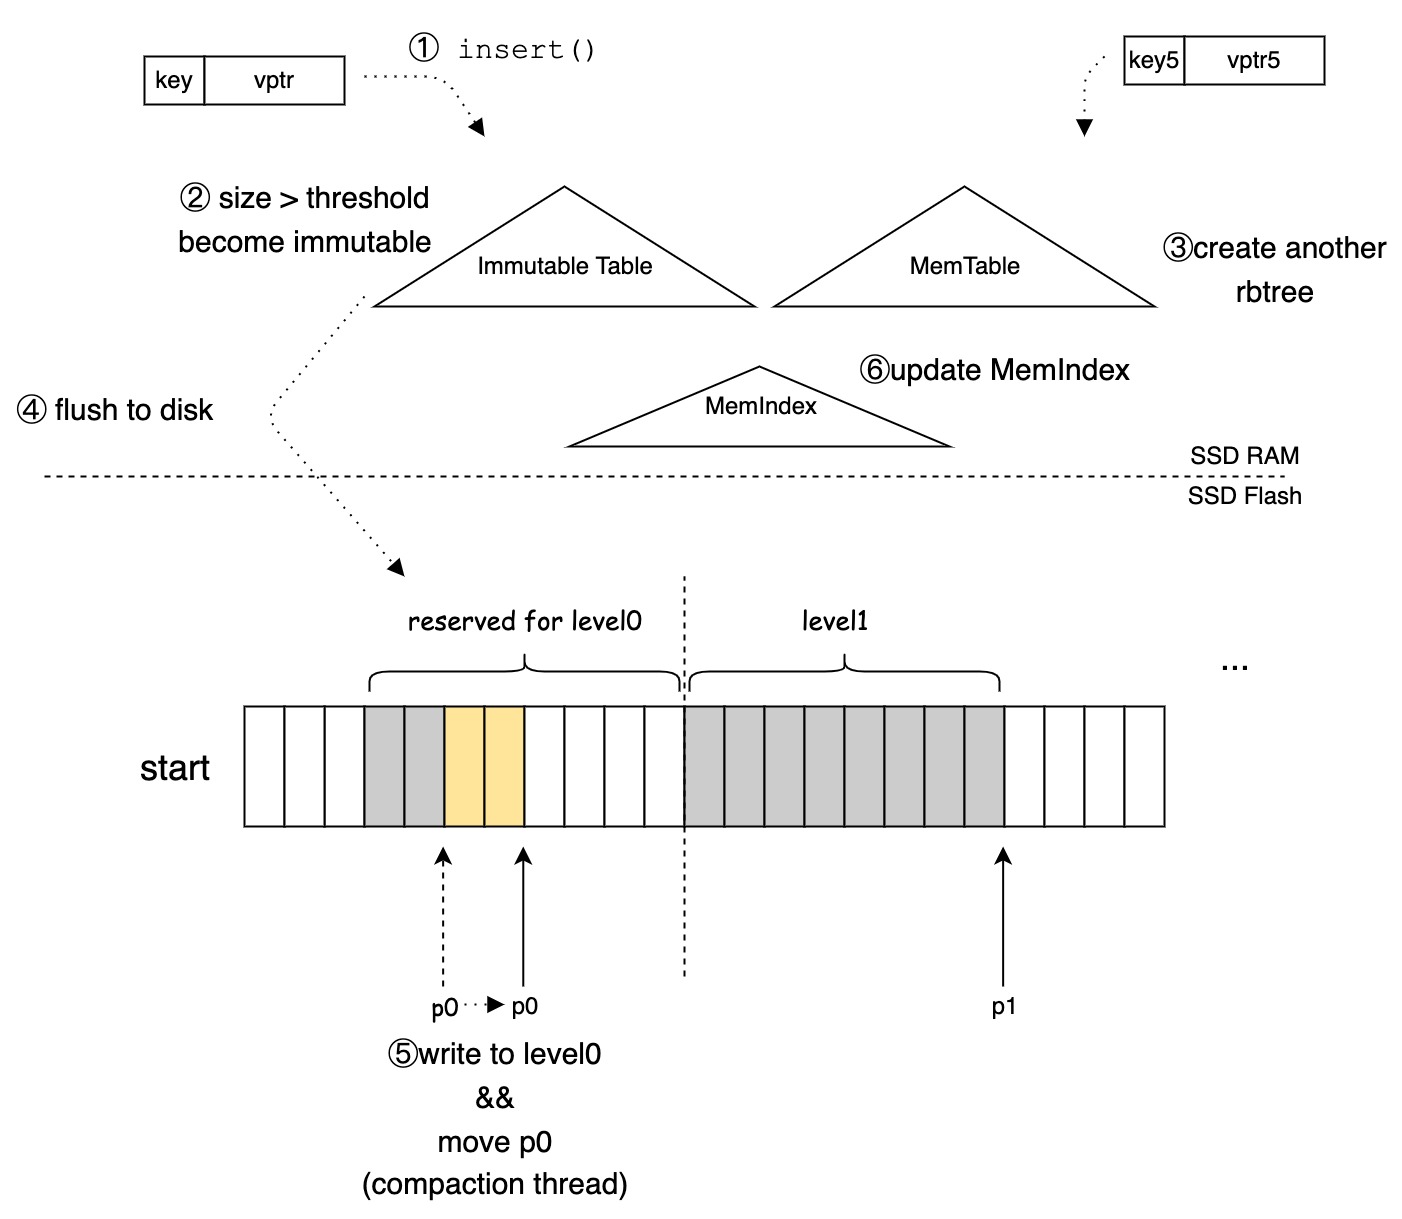 ① insert()
key vptr
key5 vptr5
② size > threshold
become immutable
Immutable Table
MemTable
③create another
rbtree
⑥update MemIndex
MemIndex
④ flush to disk
SSD RAM
SSD Flash
reserved for level0
level1
...
start
p0
p0
p1
⑤write to level0
&&
move p0
(compaction thread)